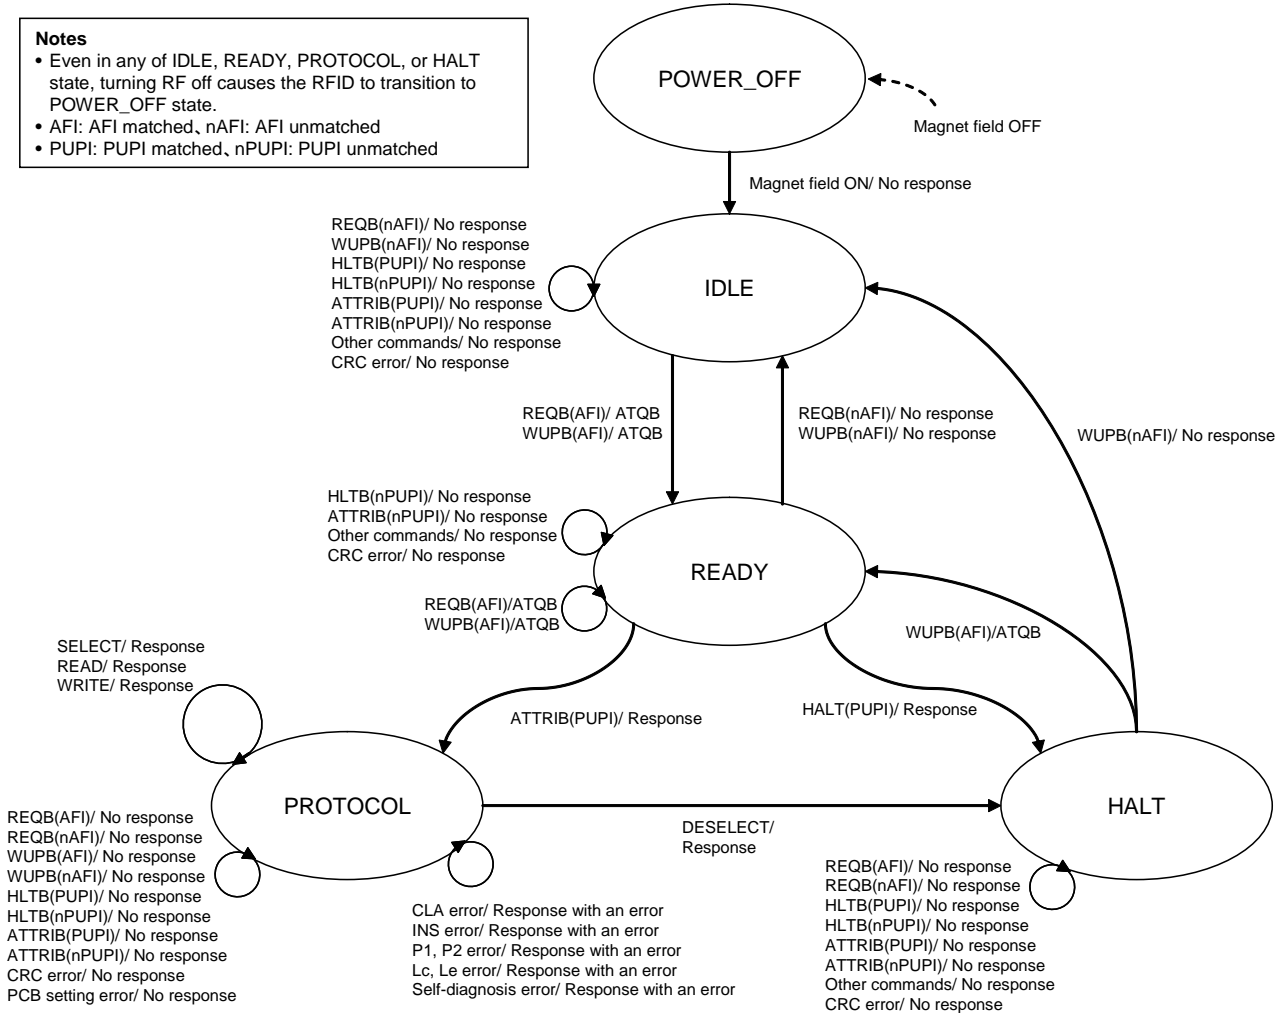 Notes
• Even in any of IDLE, READY, PROTOCOL, or HALT
state, turning RF off causes the RFID to transition to
POWER_OFF state.
• AFI: AFI matched、nAFI: AFI unmatched
• PUPI: PUPI matched、nPUPI: PUPI unmatched
POWER_OFF
Magnet field OFF
Magnet field ON/ No response
REQB(nAFI)/ No response
WUPB(nAFI)/ No response
HLTB(PUPI)/ No response
HLTB(nPUPI)/ No response
ATTRIB(PUPI)/ No response
ATTRIB(nPUPI)/ No response
Other commands/ No response
CRC error/ No response
IDLE
REQB(AFI)/ ATQB
WUPB(AFI)/ ATQB
REQB(nAFI)/ No response
WUPB(nAFI)/ No response
WUPB(nAFI)/ No response
HLTB(nPUPI)/ No response
ATTRIB(nPUPI)/ No response
Other commands/ No response
CRC error/ No response
READY
REQB(AFI)/ATQB
WUPB(AFI)/ATQB
WUPB(AFI)/ATQB
SELECT/ Response
READ/ Response
WRITE/ Response
ATTRIB(PUPI)/ Response
HALT(PUPI)/ Response
PROTOCOL
HALT
DESELECT/
Response
REQB(AFI)/ No response
REQB(nAFI)/ No response
WUPB(AFI)/ No response
WUPB(nAFI)/ No response
HLTB(PUPI)/ No response
HLTB(nPUPI)/ No response
ATTRIB(PUPI)/ No response
ATTRIB(nPUPI)/ No response
CRC error/ No response
PCB setting error/ No response
CLA error/ Response with an error
INS error/ Response with an error
P1, P2 error/ Response with an error
Lc, Le error/ Response with an error
Self-diagnosis error/ Response with an error
REQB(AFI)/ No response
REQB(nAFI)/ No response
HLTB(PUPI)/ No response
HLTB(nPUPI)/ No response
ATTRIB(PUPI)/ No response
ATTRIB(nPUPI)/ No response
Other commands/ No response
CRC error/ No response